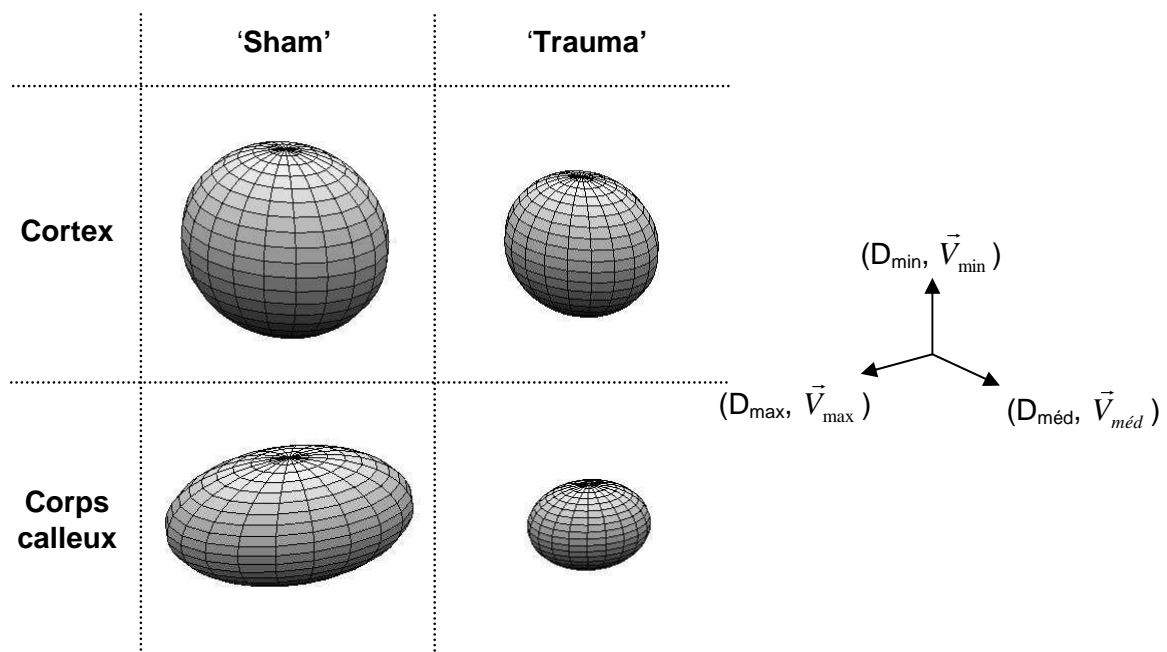 ‘Sham’ ‘Trauma’
Cortex
(Dmin, V⃗min)
(Dmax, V⃗max) (Dméd, V⃗méd)
Corps
calleux